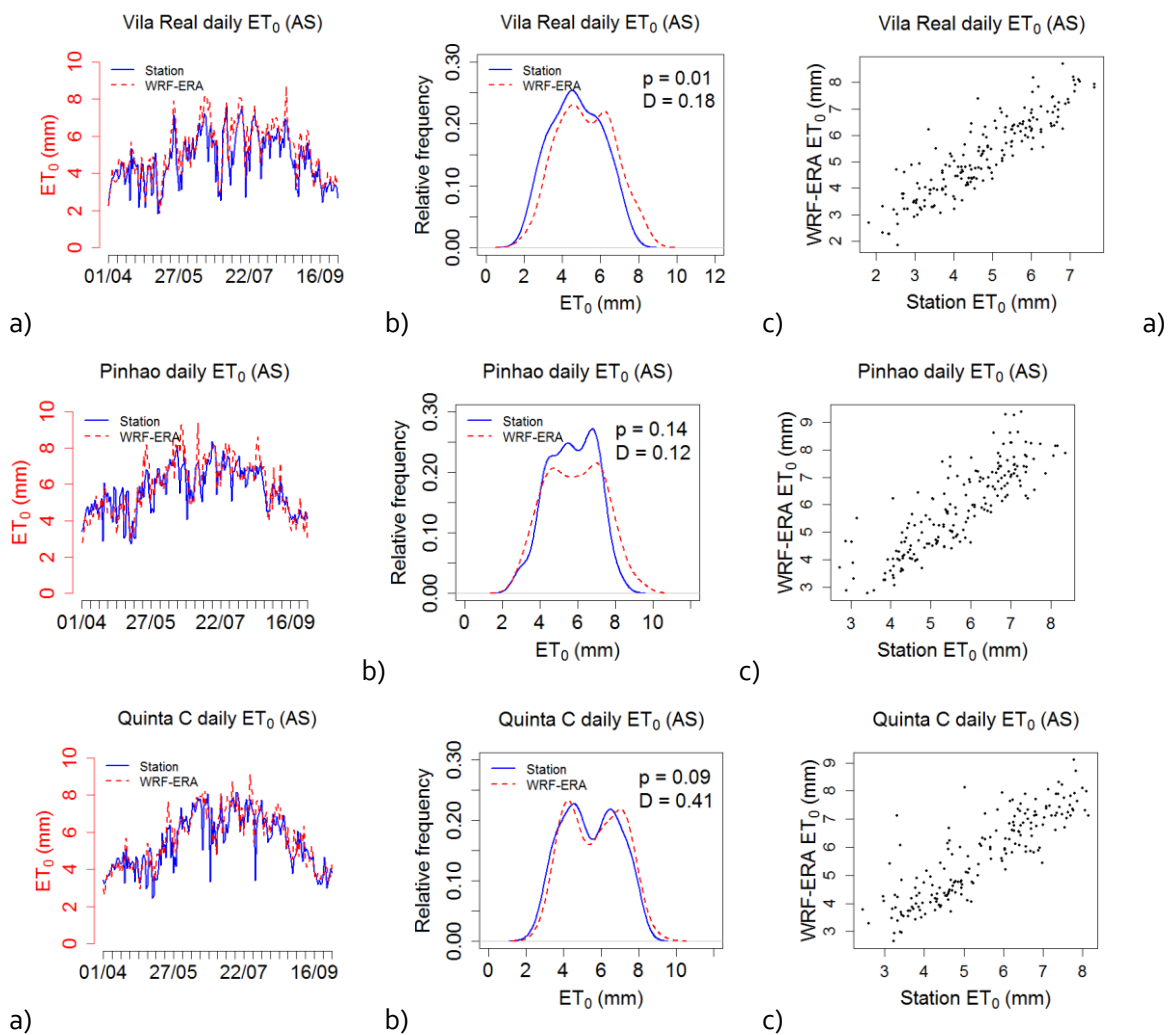 Vila Real daily ET₀ (AS)
ET₀ (mm)
10
8
6
4
2
0
Station
WRF-ERA
01/04 27/05 22/07 16/09
a)
Vila Real daily ET₀ (AS)
Relative frequency
0.30
0.20
0.10
0.00
Station
WRF-ERA
p = 0.01
D = 0.18
0 2 4 6 8 10 12
ET₀ (mm)
b)
Vila Real daily ET₀ (AS)
WRF-ERA ET₀ (mm)
8
7
6
5
4
3
2
2 3 4 5 6 7
Station ET₀ (mm)
c)
a)
Pinhao daily ET₀ (AS)
ET₀ (mm)
10
8
6
4
2
0
Station
WRF-ERA
01/04 27/05 22/07 16/09
b)
Pinhao daily ET₀ (AS)
Relative frequency
0.30
0.20
0.10
0.00
Station
WRF-ERA
p = 0.14
D = 0.12
0 2 4 6 8 10
ET₀ (mm)
c)
Pinhao daily ET₀ (AS)
WRF-ERA ET₀ (mm)
9
8
7
6
5
4
3
3 4 5 6 7 8
Station ET₀ (mm)
Quinta C daily ET₀ (AS)
ET₀ (mm)
10
8
6
4
2
0
Station
WRF-ERA
01/04 27/05 22/07 16/09
a)
Quinta C daily ET₀ (AS)
Relative frequency
0.30
0.20
0.10
0.00
Station
WRF-ERA
p = 0.09
D = 0.41
0 2 4 6 8 10
ET₀ (mm)
b)
Quinta C daily ET₀ (AS)
WRF-ERA ET₀ (mm)
9
8
7
6
5
4
3
3 4 5 6 7 8
Station ET₀ (mm)
c)